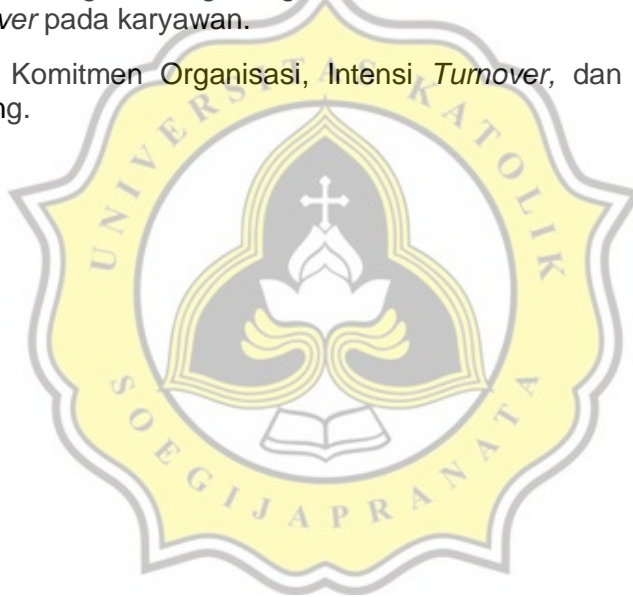 ver pada karyawan.
Komitmen Organisasi, Intensi Turnover, dan
ng.
UNIVERSITAS KATOLIK
SOEGIJAPRANATA